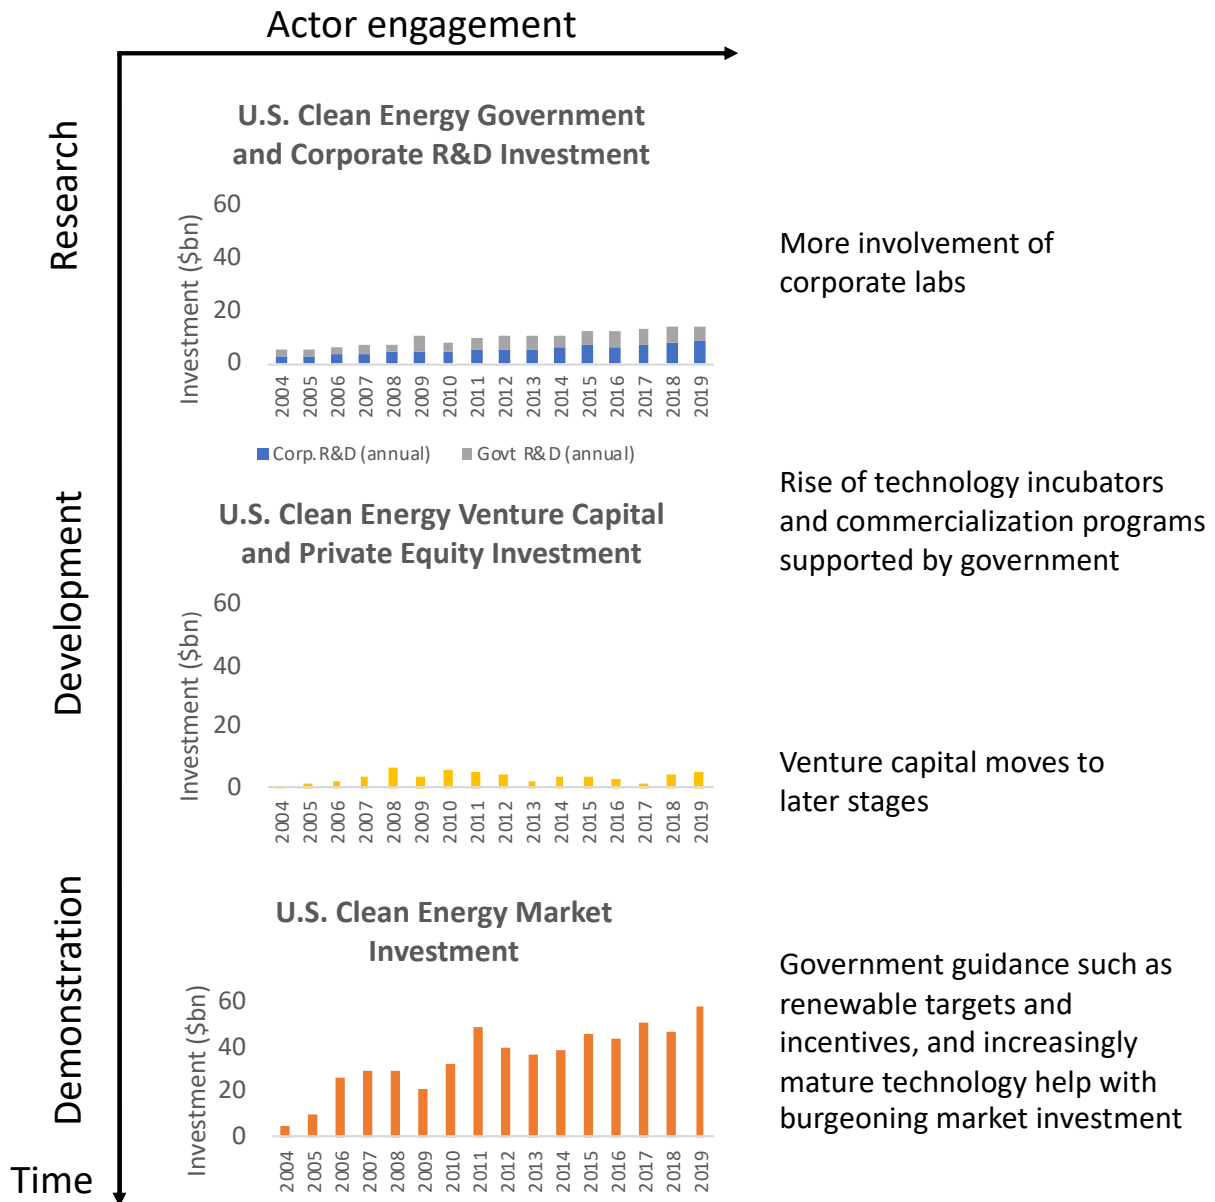 Actor engagement
Research
U.S. Clean Energy Government
and Corporate R&D Investment
Investment ($bn)
60
40
20
0
2004
2005
2006
2007
2008
2009
2010
2011
2012
2013
2014
2015
2016
2017
2018
2019
Corp.R&D (annual)
Govt R&D (annual)
More involvement of
corporate labs
Development
U.S. Clean Energy Venture Capital
and Private Equity Investment
Investment ($bn)
60
40
20
0
2004
2005
2006
2007
2008
2009
2010
2011
2012
2013
2014
2015
2016
2017
2018
2019
Rise of technology incubators
and commercialization programs
supported by government
Venture capital moves to
later stages
Demonstration
U.S. Clean Energy Market
Investment
Investment ($bn)
60
40
20
0
2004
2005
2006
2007
2008
2009
2010
2011
2012
2013
2014
2015
2016
2017
2018
2019
Government guidance such as
renewable targets and
incentives, and increasingly
mature technology help with
burgeoning market investment
Time